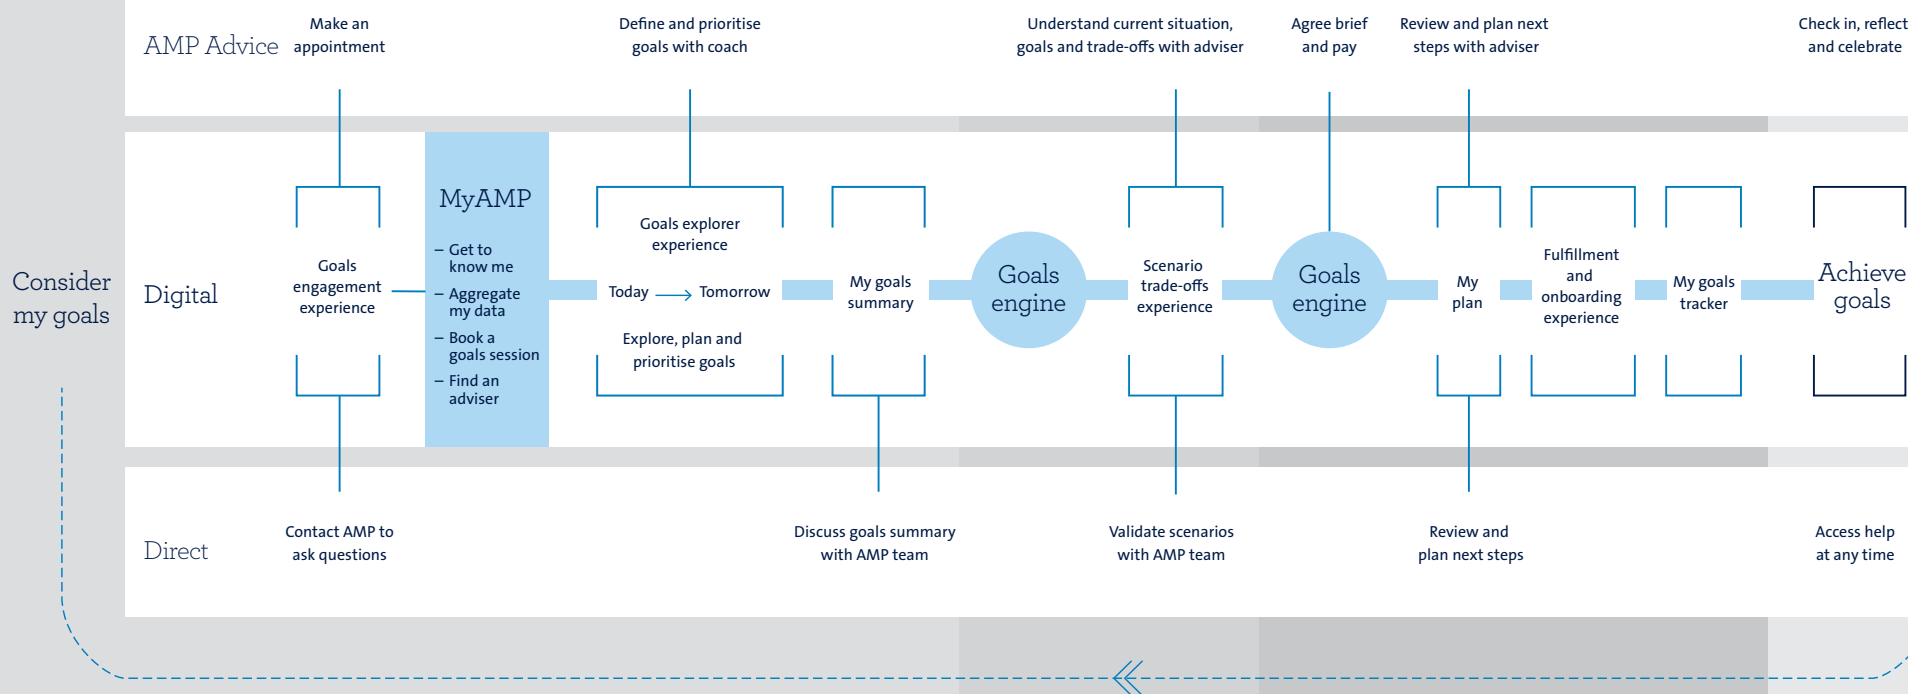 AMP Advice
Make an
appointment
Define and prioritise
goals with coach
Understand current situation,
goals and trade-offs with adviser
Agree brief
and pay
Review and plan next
steps with adviser
Check in, reflect
and celebrate
Consider
my goals
Digital
Goals
engagement
experience
MyAMP
– Get to
know me
– Aggregate
my data
– Book a
goals session
– Find an
adviser
Goals explorer
experience
Today → Tomorrow
Explore, plan and
prioritise goals
My goals
summary
Goals
engine
Scenario
trade-offs
experience
Goals
engine
My
plan
Fulfillment
and
onboarding
experience
My goals
tracker
Achieve
goals
Direct
Contact AMP to
ask questions
Discuss goals summary
with AMP team
Validate scenarios
with AMP team
Review and
plan next steps
Access help
at any time